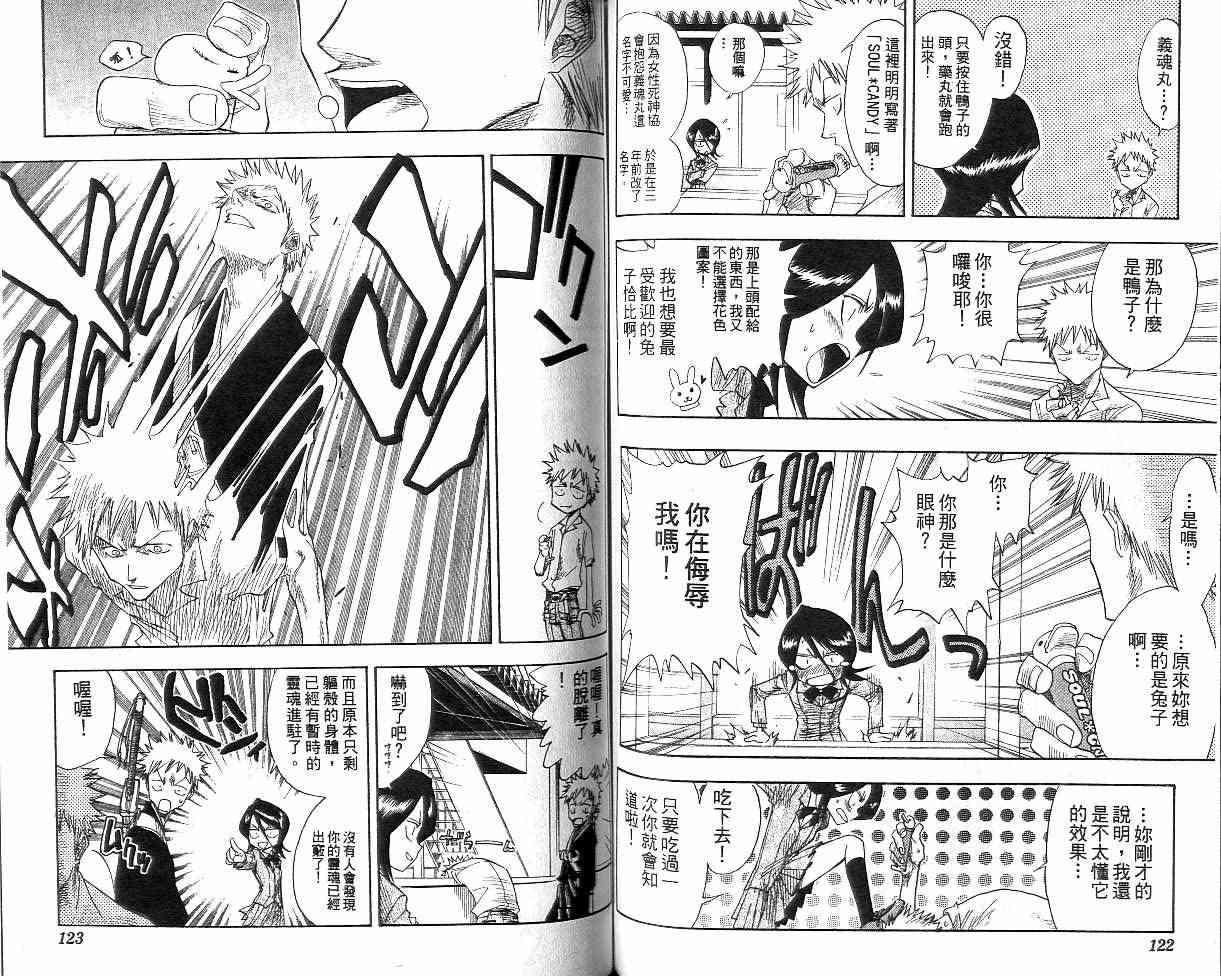 義魂丸…?
沒錯！
只要按住鴨子的
頭，藥丸就會跑
出來！
這裡明明寫著
「SOUL*CANDY」啊…
那個嘛
…
因為女性死神協
會抱怨義魂丸這
名字不可愛…
於是在三
年前改了
名字。
那為什麼
是鴨子?
你…你很
囉唆耶！
那是上頭配給
的東西，我又
不能選擇花色
圖案！
我也想要最
受歡迎的兔
子恰比啊！
…是嗎…
…原來妳想
要的是兔子
啊…
SOUL*C
你…
你那是什麼
眼神?
ばんっ
你在侮辱
我嗎！
…妳剛才的
說明，我還
是不太懂它
的效果…
吃下去！
只要吃過一
次你就會知
道啦！
122
ゴクン
喔喔！真
的脫離了
！
嚇到了吧?
而且原本只剩
軀殼的身體，
已經有暫時的
靈魂進駐了。
沒有人會發現
你的靈魂已經
出竅了！
喔喔！
123